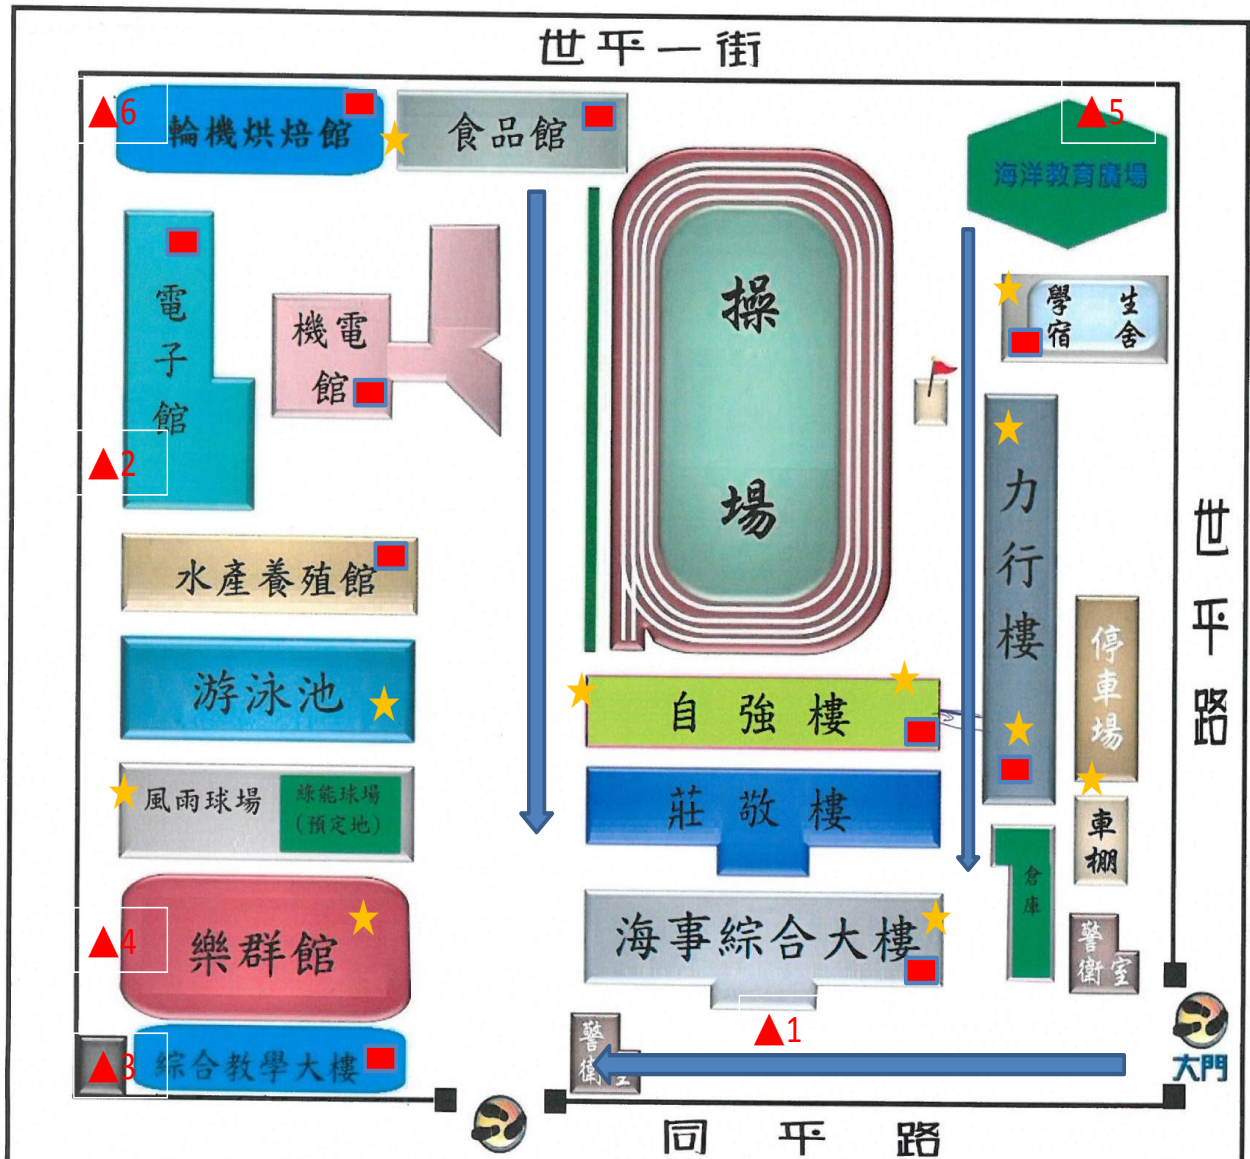 世平一街
▲6
輪機烘焙館
食品館
▲5
海洋教育廣場
電子館
機電
館
操場
學生
宿舍
▲2
力行樓
世平路
水產養殖館
停車場
游泳池
自強樓
風雨球場
綠能球場
(預定地)
莊敬樓
車棚
倉庫
▲4
樂群館
海事綜合大樓
警
衛室
▲1
警
衛
▲3
綜合教學大樓
大門
同平路